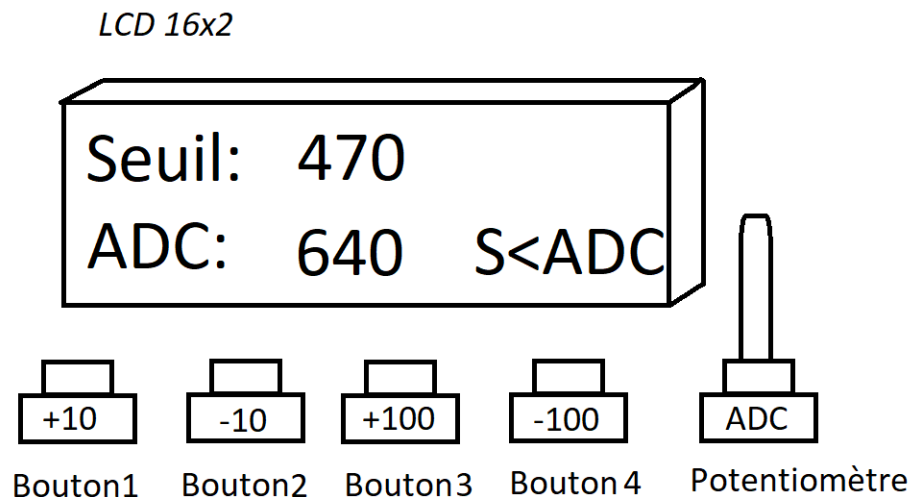 LCD 16x2
Seuil: 470
ADC: 640 S<ADC
+10 -10 +100 -100 ADC
Bouton1 Bouton2 Bouton3 Bouton 4 Potentiomètre